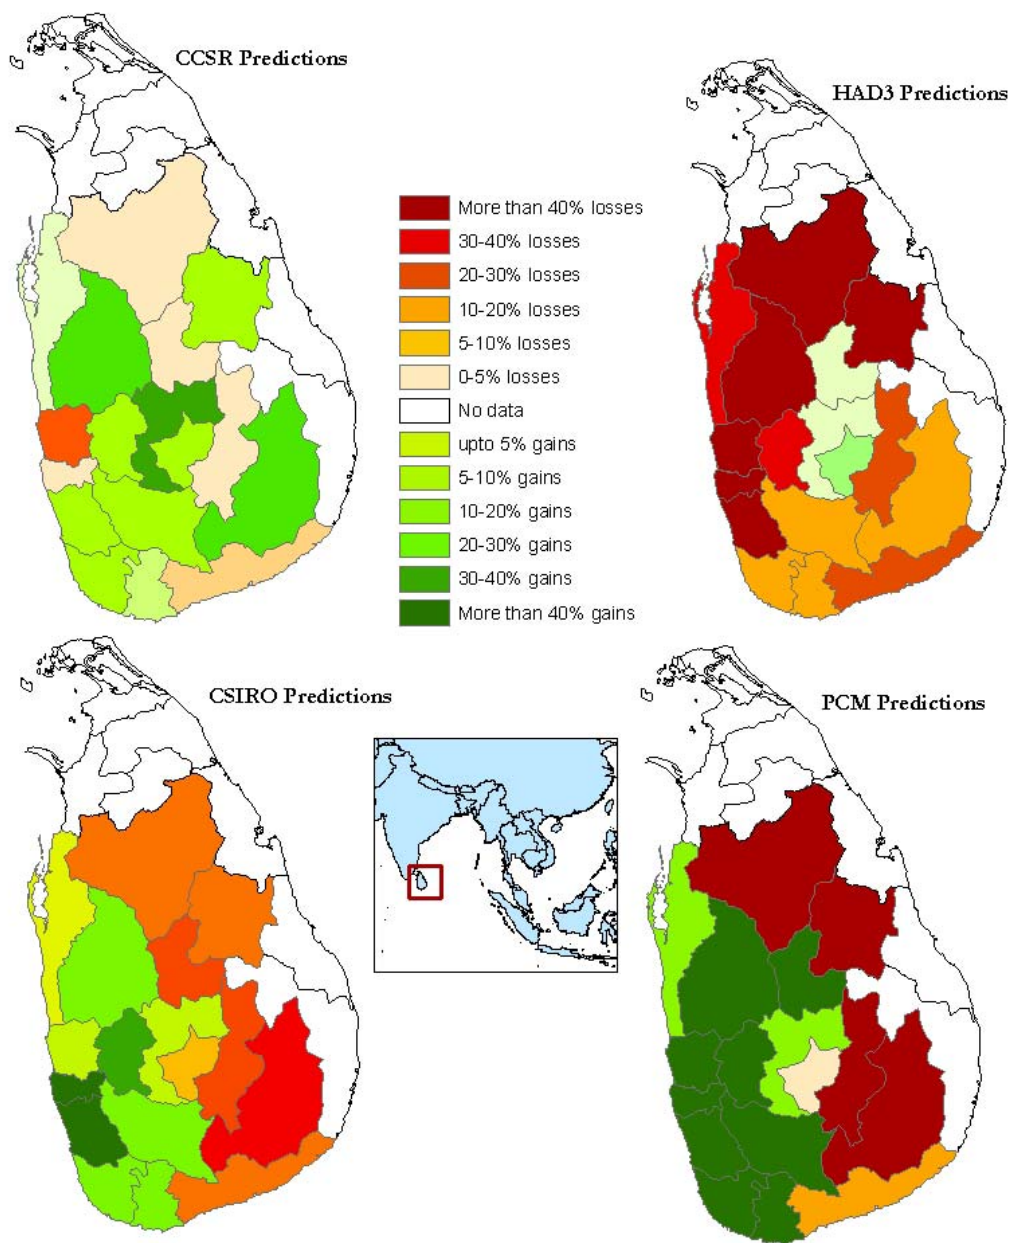 CCSR Predictions
HAD3 Predictions
More than 40% losses
30-40% losses
20-30% losses
10-20% losses
5-10% losses
0-5% losses
No data
upto 5% gains
5-10% gains
10-20% gains
20-30% gains
30-40% gains
More than 40% gains
CSIRO Predictions
PCM Predictions